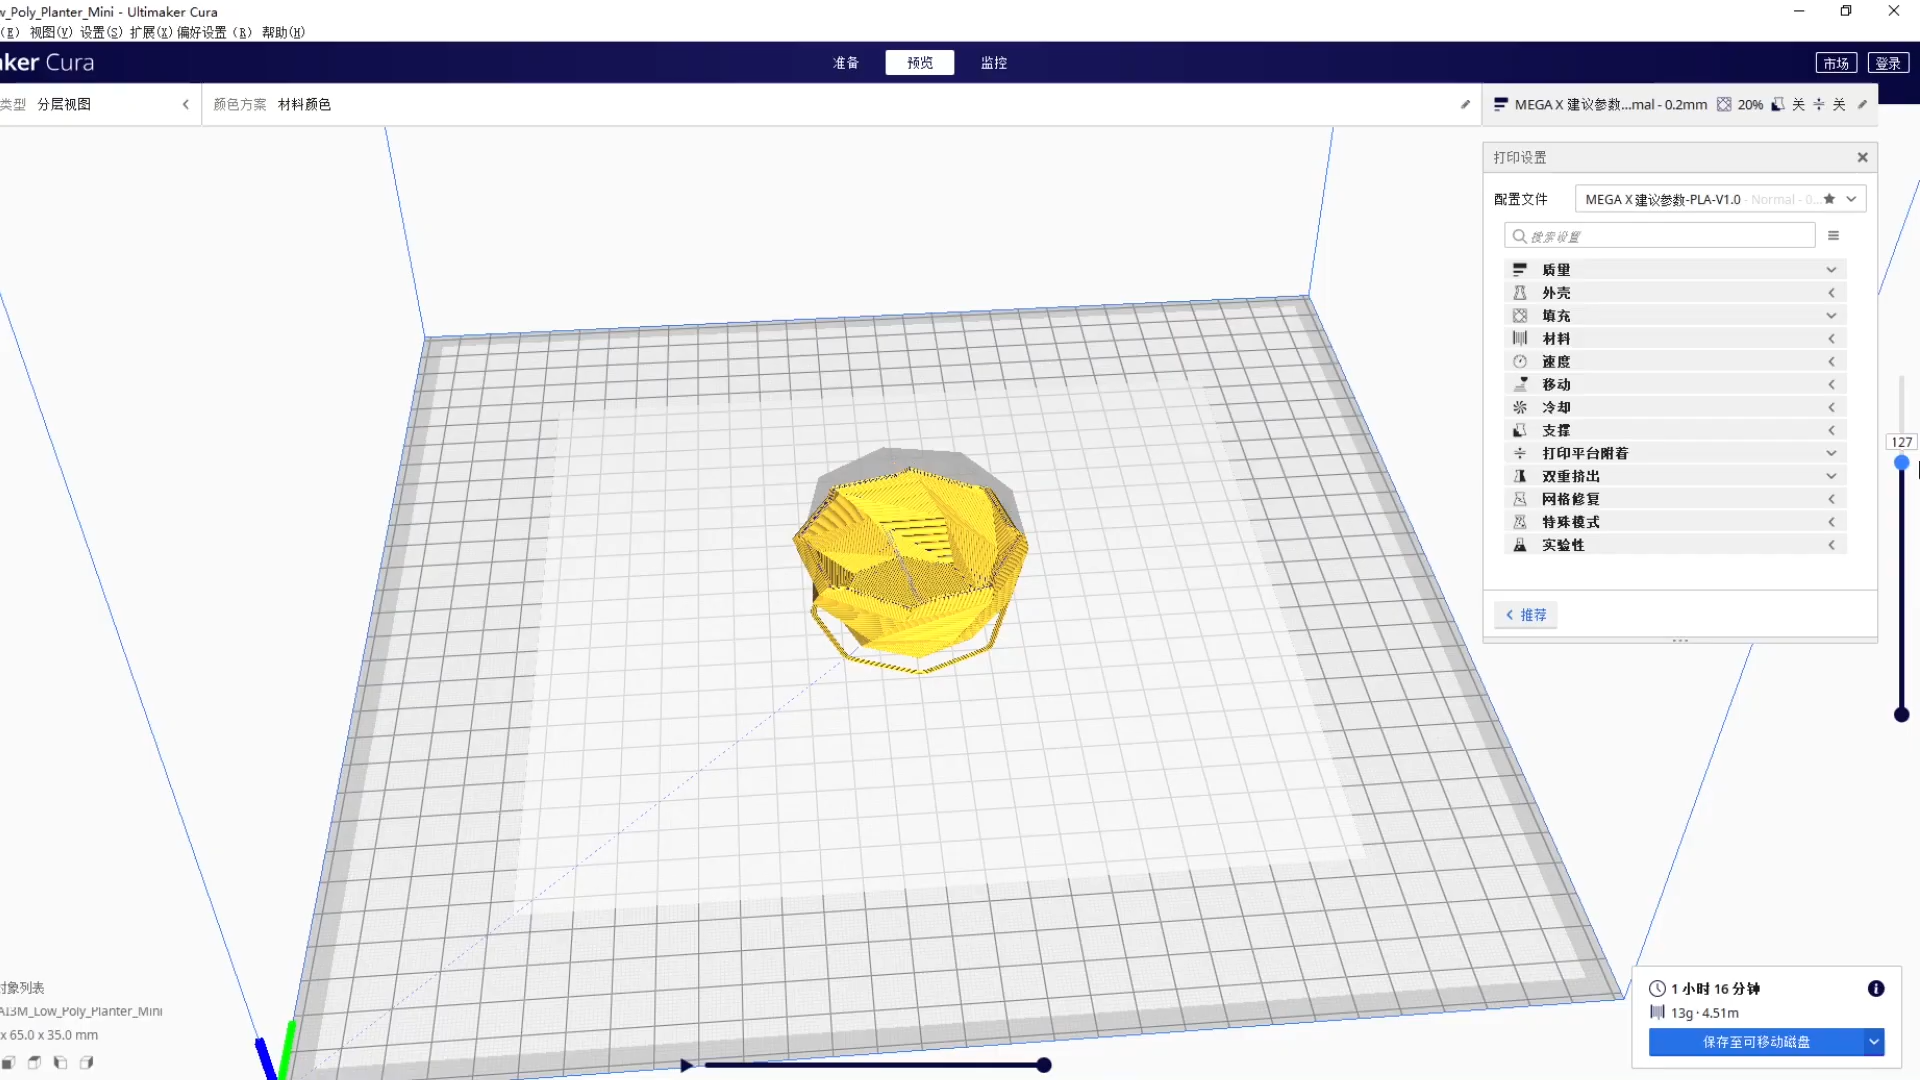 w_Poly_Planter_Mini - Ultimaker Cura
(E) 视图(V) 设置(S) 扩展(X) 偏好设置 (R) 帮助(H)
ker Cura
准备
预览
监控
市场
登录
类型 分层视图
颜色方案 材料颜色
MEGA X 建议参数...mal - 0.2mm 20% 关 关
打印设置
配置文件
MEGA X 建议参数-PLA-V1.0 - Normal - 0...
搜索设置
质量
外壳
填充
材料
速度
移动
冷却
支撑
打印平台附着
双重挤出
网格修复
特殊模式
实验性
推荐
127
对象列表
AI3M_Low_Poly_Planter_Mini
x 65.0 x 35.0 mm
1 小时 16 分钟
13g · 4.51m
保存至可移动磁盘